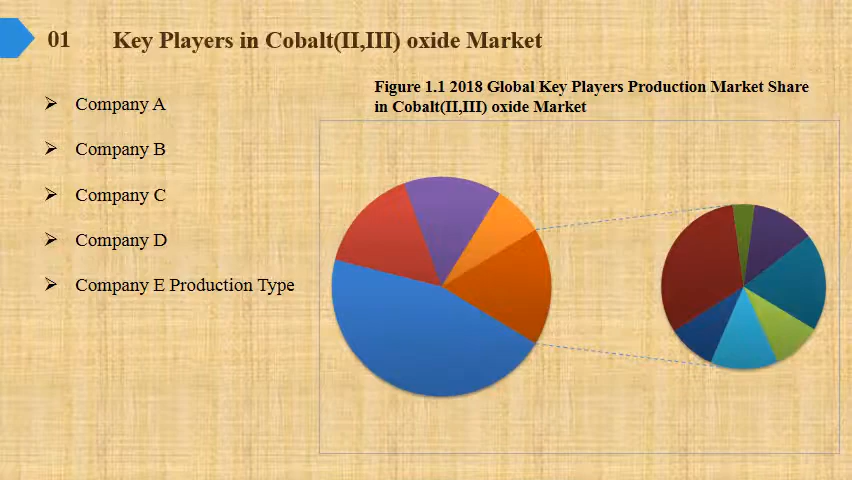 01 Key Players in Cobalt(II,III) oxide Market
Company A
Company B
Company C
Company D
Company E Production Type
Figure 1.1 2018 Global Key Players Production Market Share
in Cobalt(II,III) oxide Market